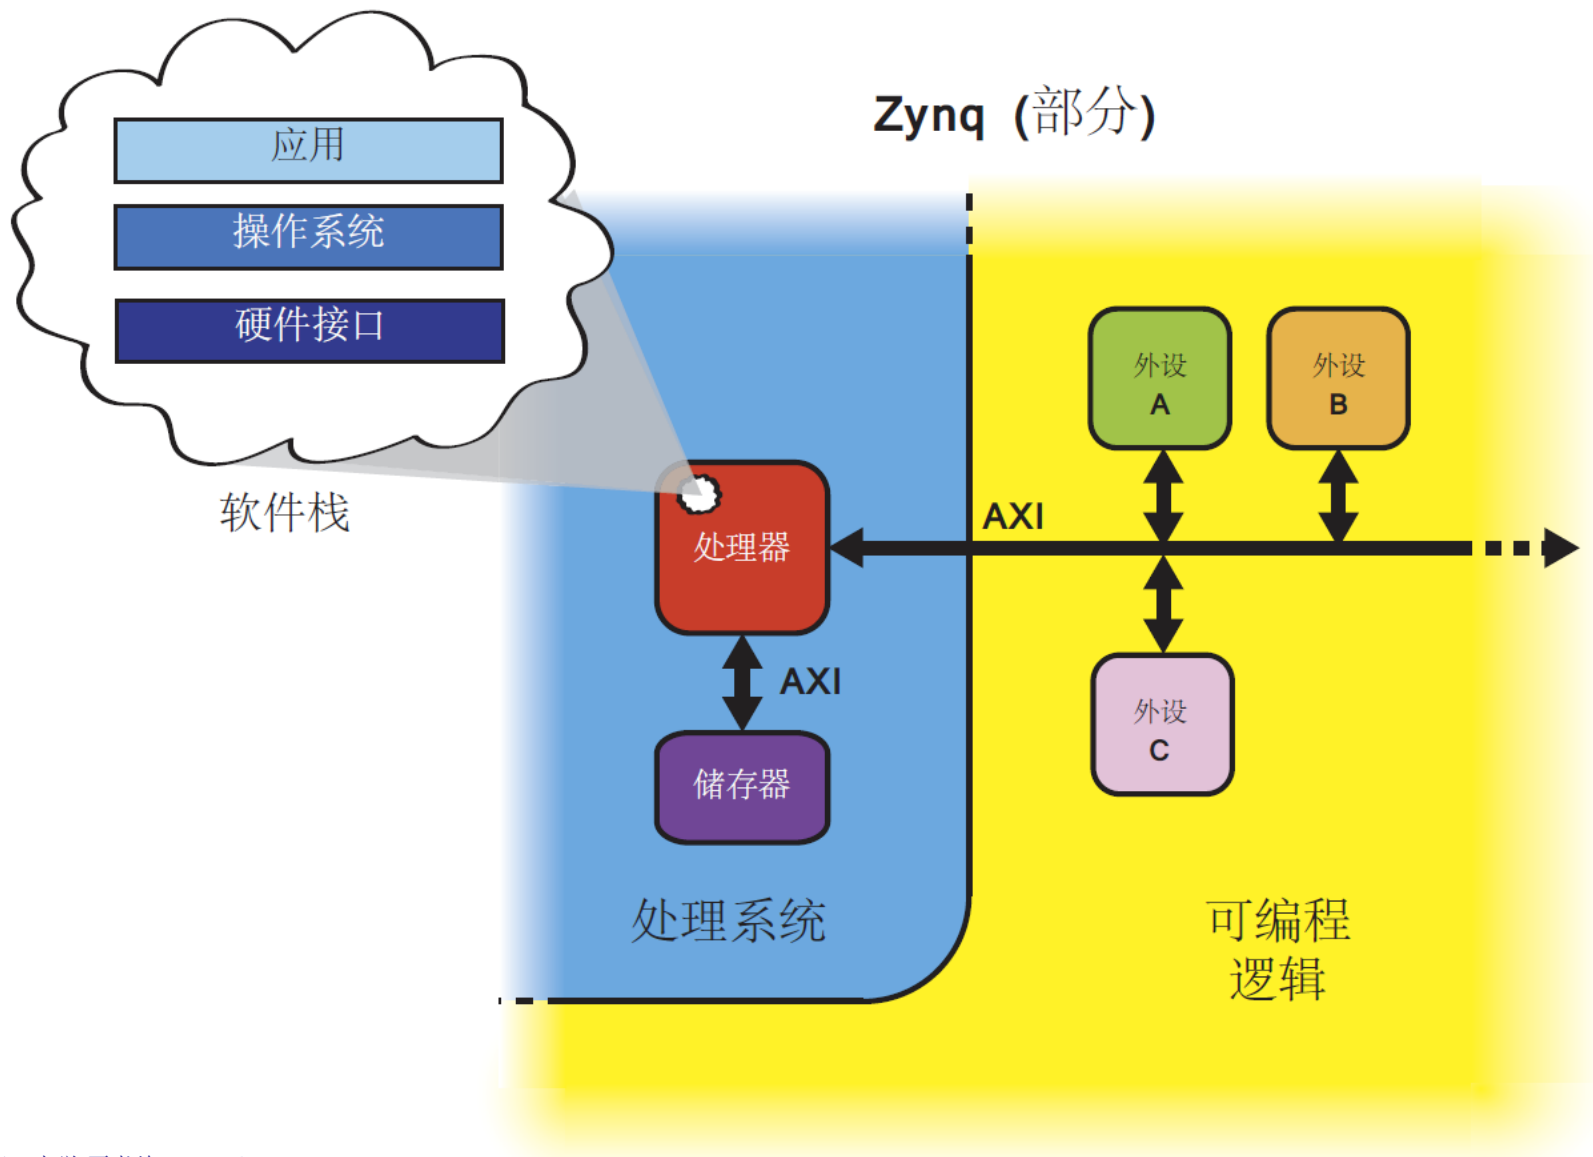 Zynq (部分)
应用
操作系统
硬件接口
软件栈
外设
A
外设
B
AXI
处理器
AXI
储存器
外设
C
处理系统
可编程
逻辑